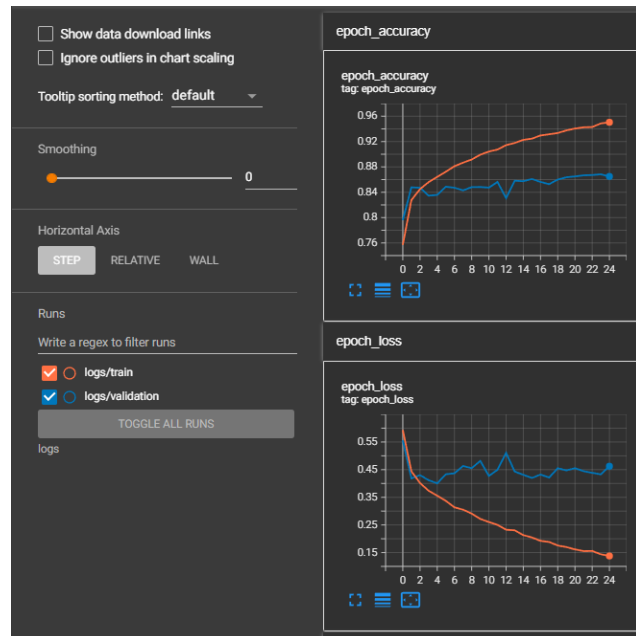 Show data download links
Ignore outliers in chart scaling
Tooltip sorting method: default
Smoothing
0
Horizontal Axis
STEP RELATIVE WALL
Runs
Write a regex to filter runs
logs/train
logs/validation
TOGGLE ALL RUNS
logs
epoch_accuracy
epoch_accuracy
tag: epoch_accuracy
0.96
0.92
0.88
0.84
0.8
0.76
0 2 4 6 8 10 12 14 16 18 20 22 24
epoch_loss
epoch_loss
tag: epoch_loss
0.55
0.45
0.35
0.25
0.15
0 2 4 6 8 10 12 14 16 18 20 22 24